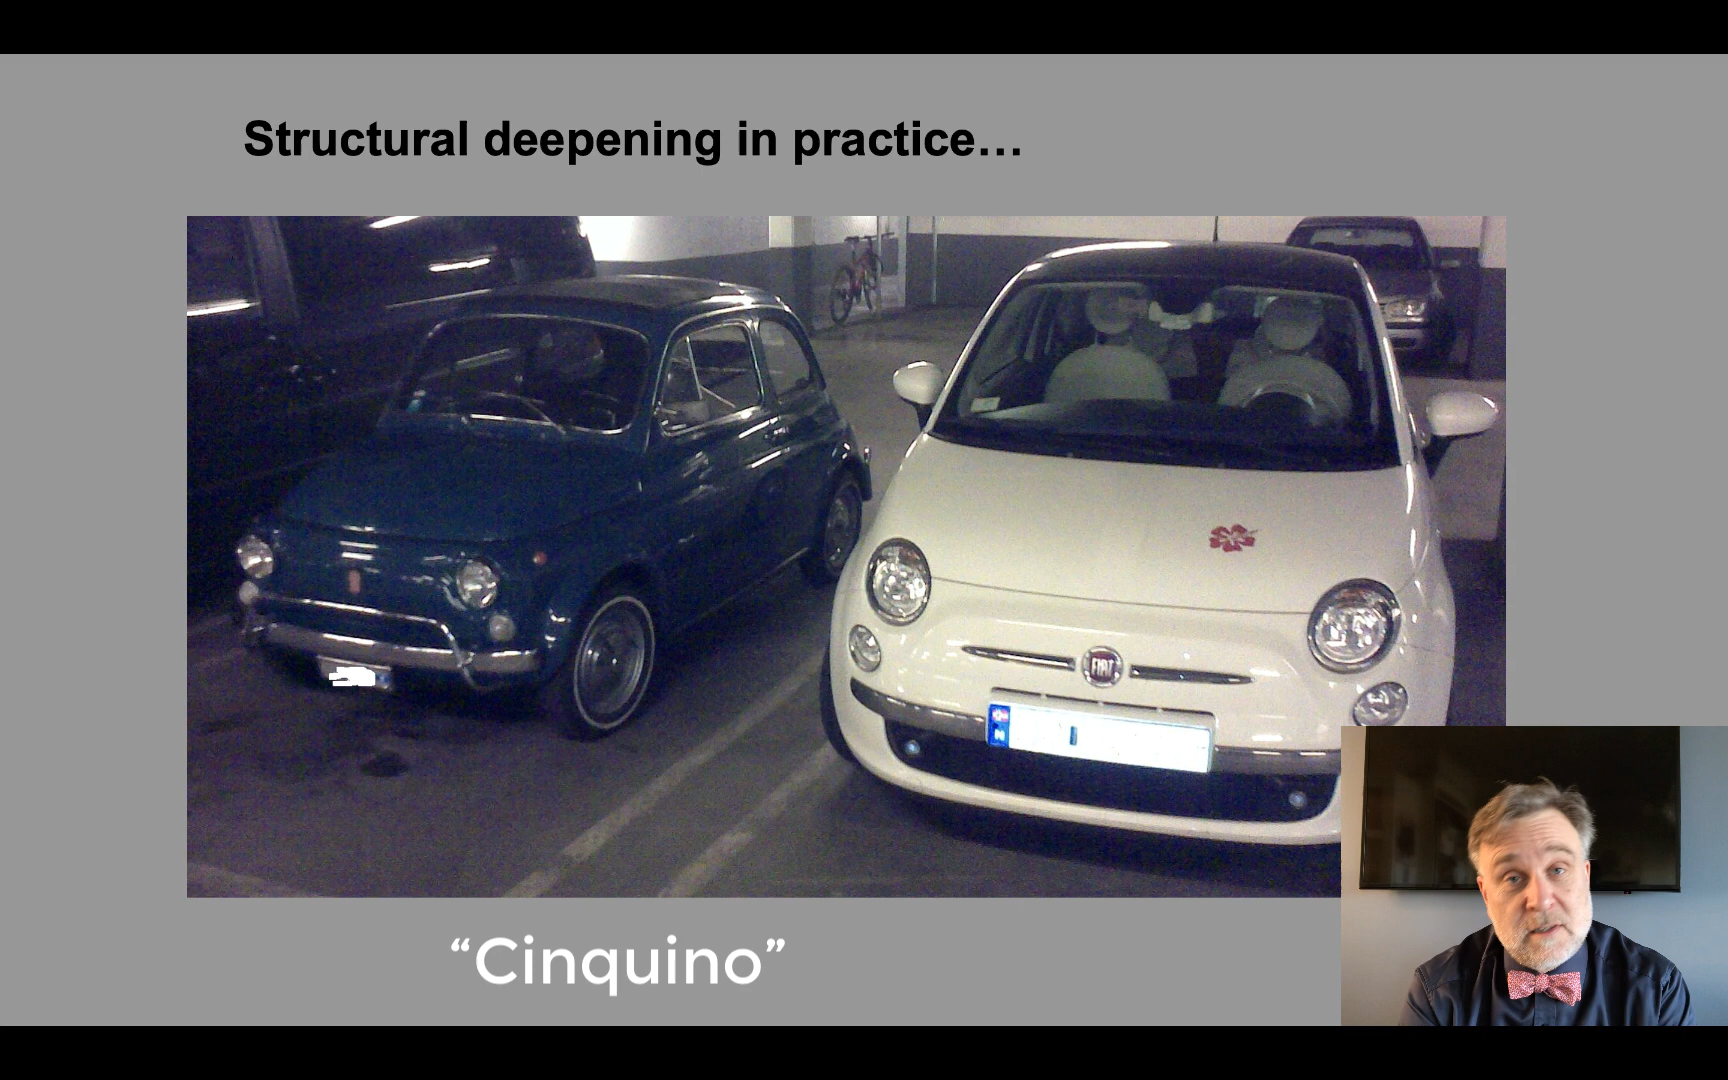 Structural deepening in practice…
FIAT
“Cinquino”